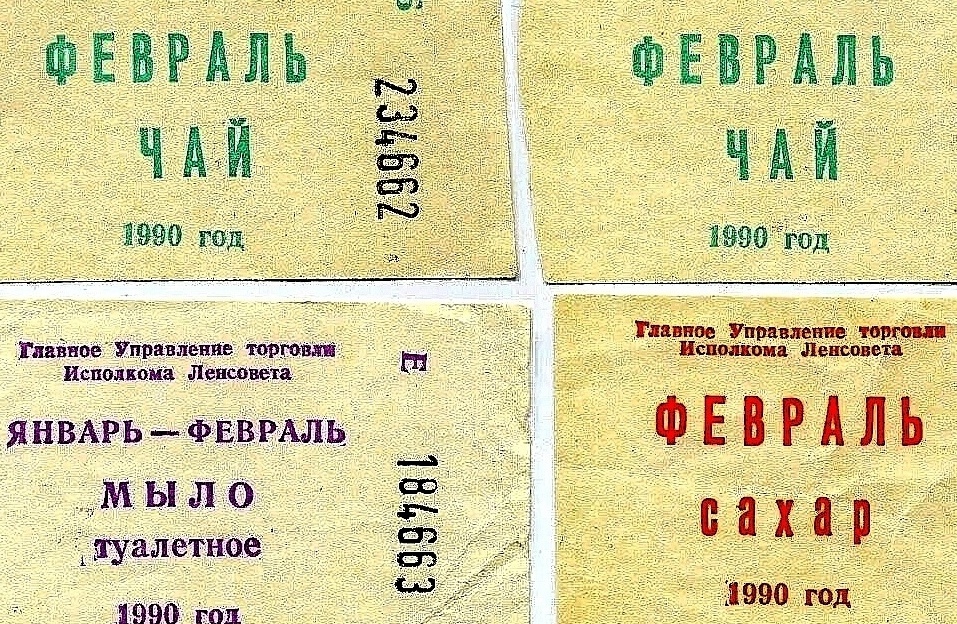 ФЕВРАЛЬ
ЧАЙ
1990 год
234662
ФЕВРАЛЬ
ЧАЙ
1990 год
Главное Управление торговли
Исполкома Ленсовета
ЯНВАРЬ — ФЕВРАЛЬ
МЫЛО
туалетное
1990 год
Е
184663
Главное Управление торговли
Исполкома Ленсовета
ФЕВРАЛЬ
сахар
1990 год